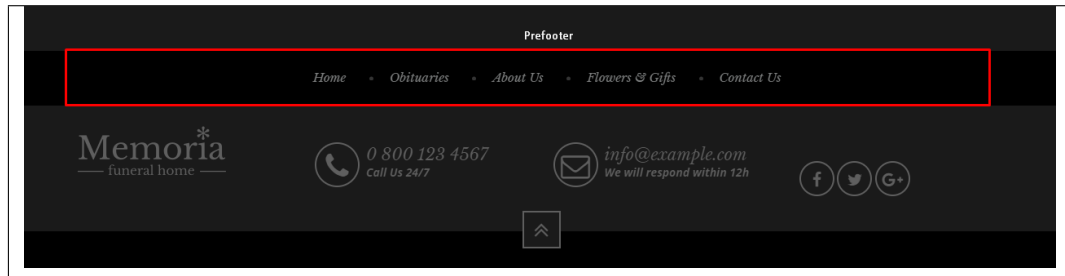 Prefooter
Home • Obituaries • About Us • Flowers & Gifts • Contact Us
Memoria*
funeral home
0 800 123 4567
Call Us 24/7
info@example.com
We will respond within 12h
f
G+